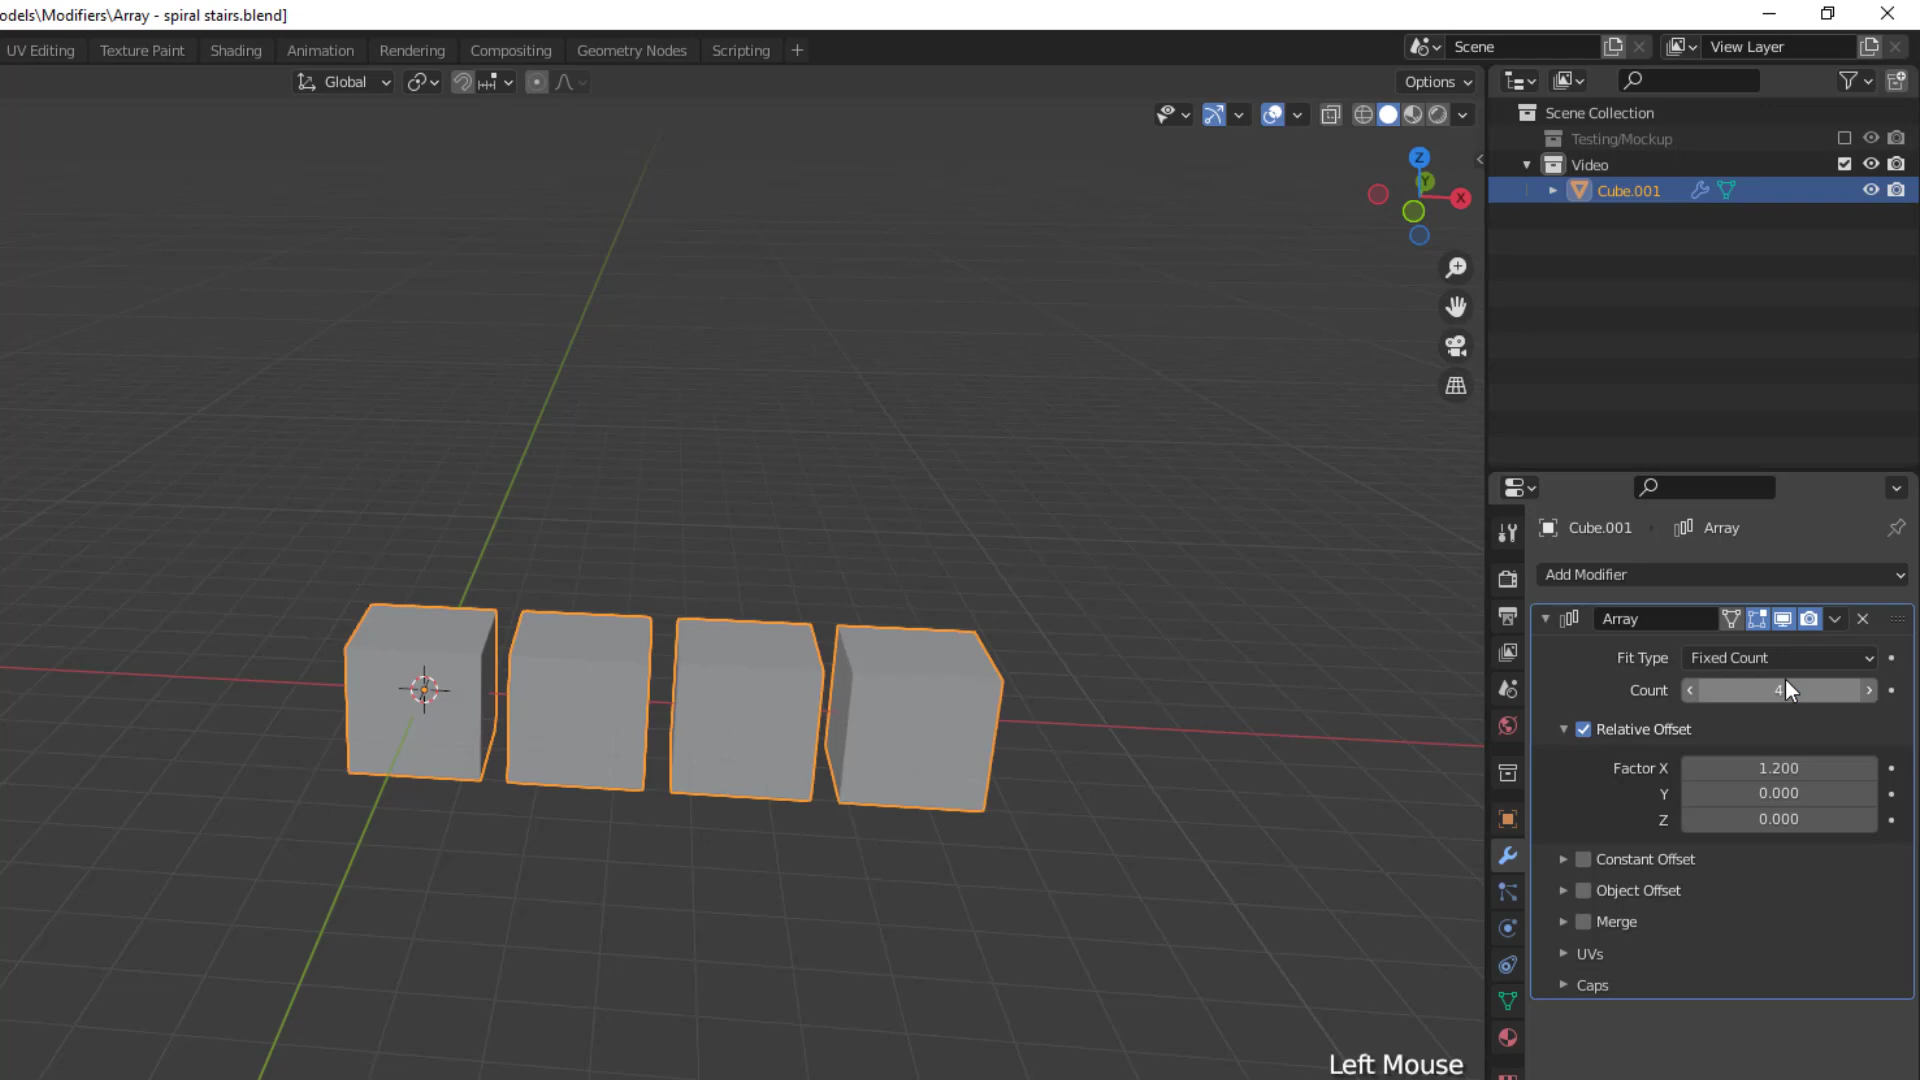 odels\Modifiers\Array - spiral stairs.blend]
UV Editing Texture Paint Shading Animation Rendering Compositing Geometry Nodes Scripting +
Scene
View Layer
Global
Options
Z
Y
X
Scene Collection
Testing/Mockup
Video
Cube.001
Cube.001 Array
Add Modifier
Array
Fit Type Fixed Count
Count 4
Relative Offset
Factor X 1.200
Y 0.000
Z 0.000
Constant Offset
Object Offset
Merge
UVs
Caps
Left Mouse